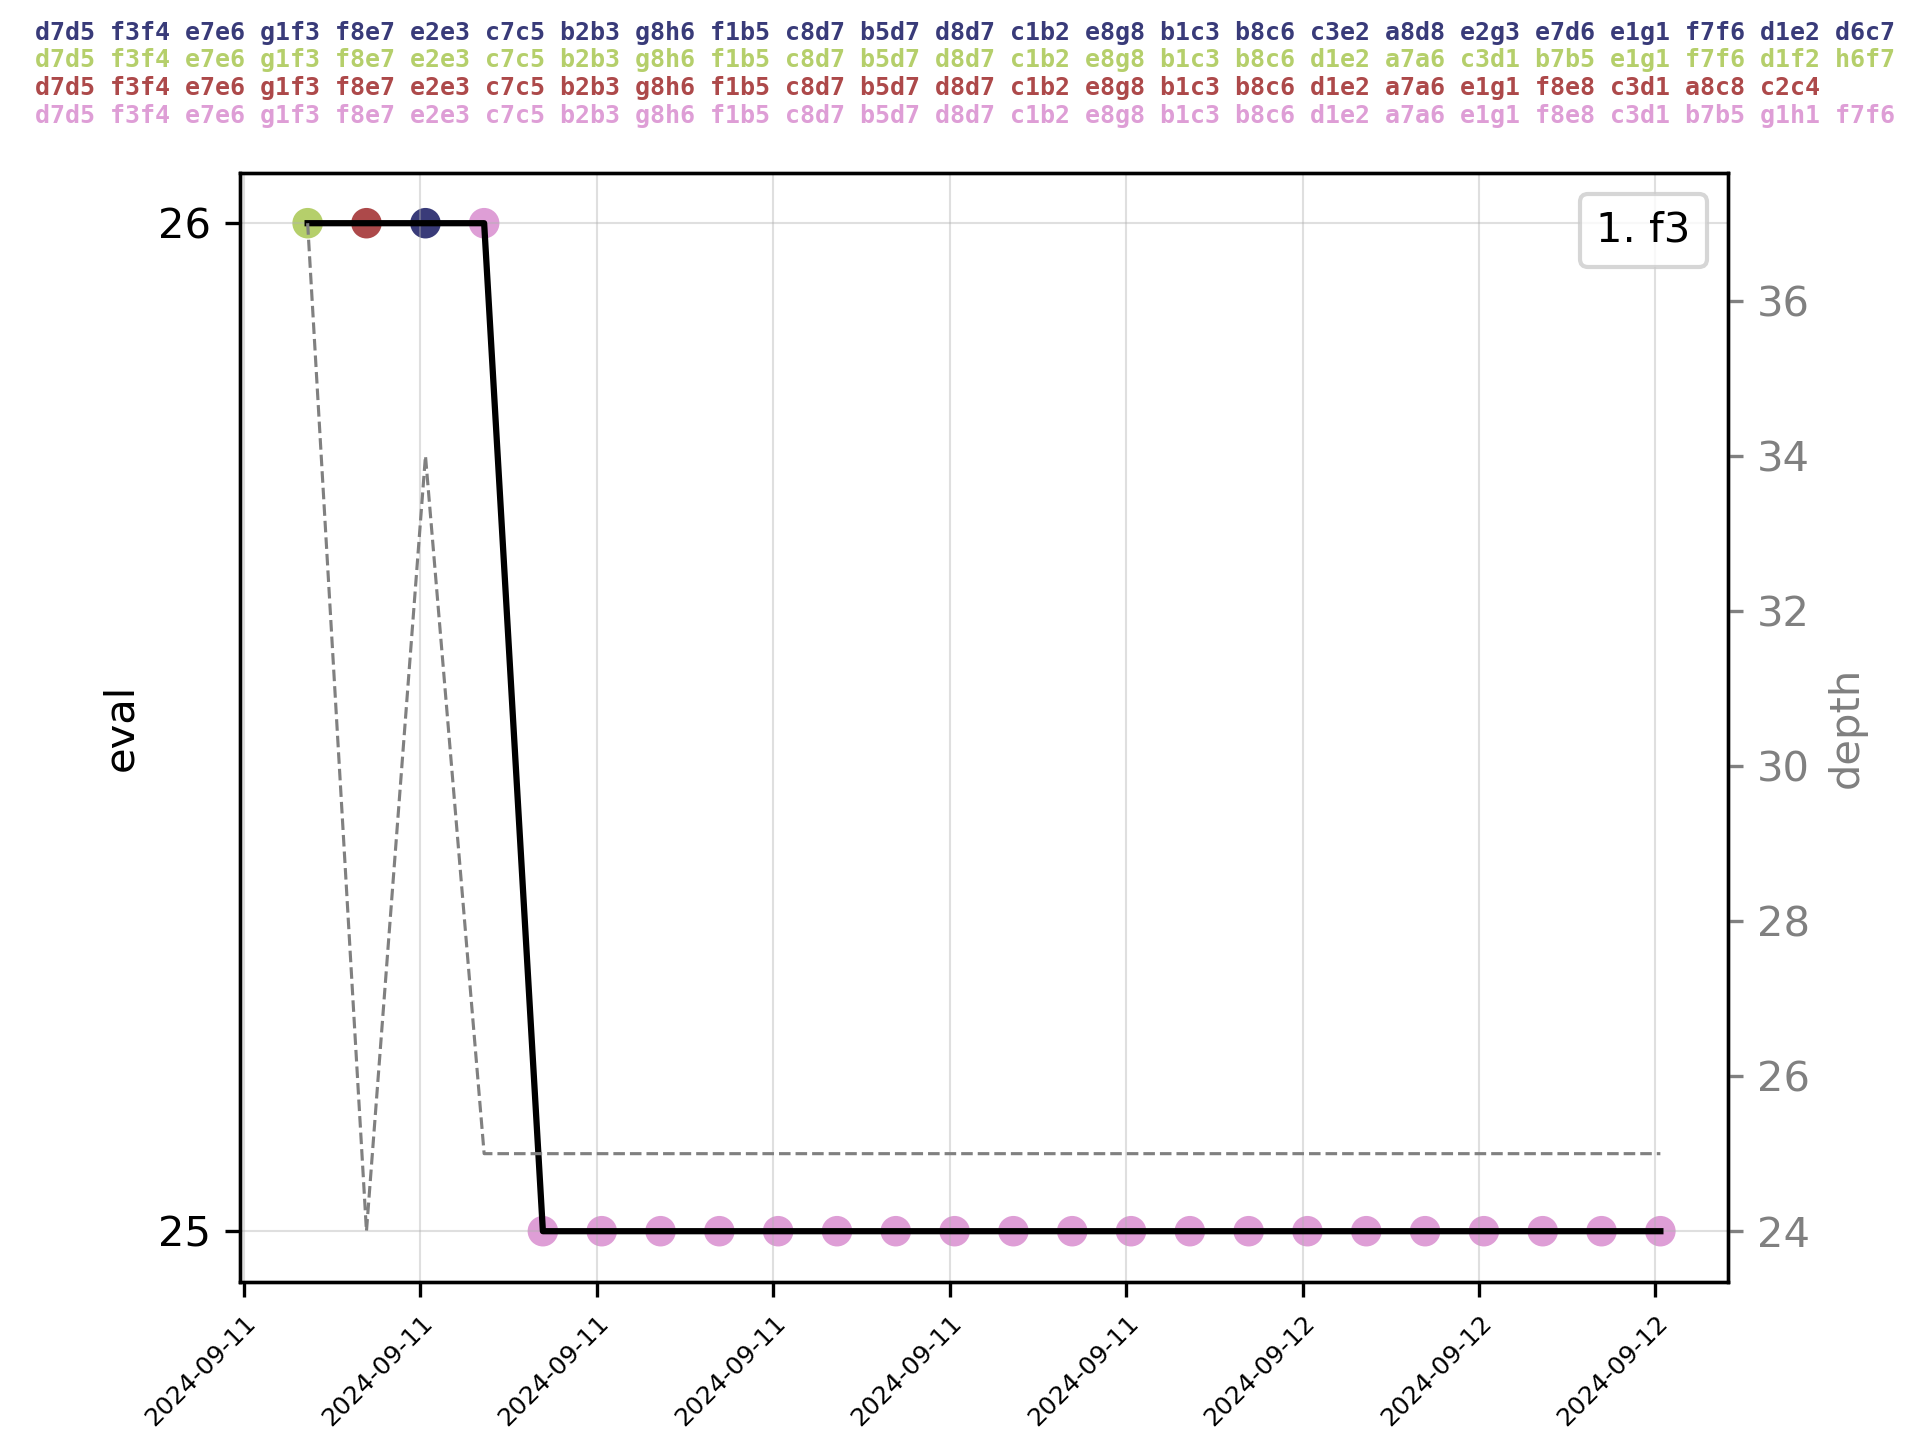 d7d5 f3f4 e7e6 g1f3 f8e7 e2e3 c7c5 b2b3 g8h6 f1b5 c8d7 b5d7 d8d7 c1b2 e8g8 b1c3 b8c6 c3e2 a8d8 e2g3 e7d6 e1g1 f7f6 d1e2 d6c7
d7d5 f3f4 e7e6 g1f3 f8e7 e2e3 c7c5 b2b3 g8h6 f1b5 c8d7 b5d7 d8d7 c1b2 e8g8 b1c3 b8c6 d1e2 a7a6 c3d1 b7b5 e1g1 f7f6 d1f2 h6f7
d7d5 f3f4 e7e6 g1f3 f8e7 e2e3 c7c5 b2b3 g8h6 f1b5 c8d7 b5d7 d8d7 c1b2 e8g8 b1c3 b8c6 d1e2 a7a6 e1g1 f8e8 c3d1 a8c8 c2c4
d7d5 f3f4 e7e6 g1f3 f8e7 e2e3 c7c5 b2b3 g8h6 f1b5 c8d7 b5d7 d8d7 c1b2 e8g8 b1c3 b8c6 d1e2 a7a6 e1g1 f8e8 c3d1 b7b5 g1h1 f7f6
1. f3
26
25
eval
36
34
32
30
28
26
24
depth
2024-09-11
2024-09-11
2024-09-11
2024-09-11
2024-09-11
2024-09-11
2024-09-12
2024-09-12
2024-09-12